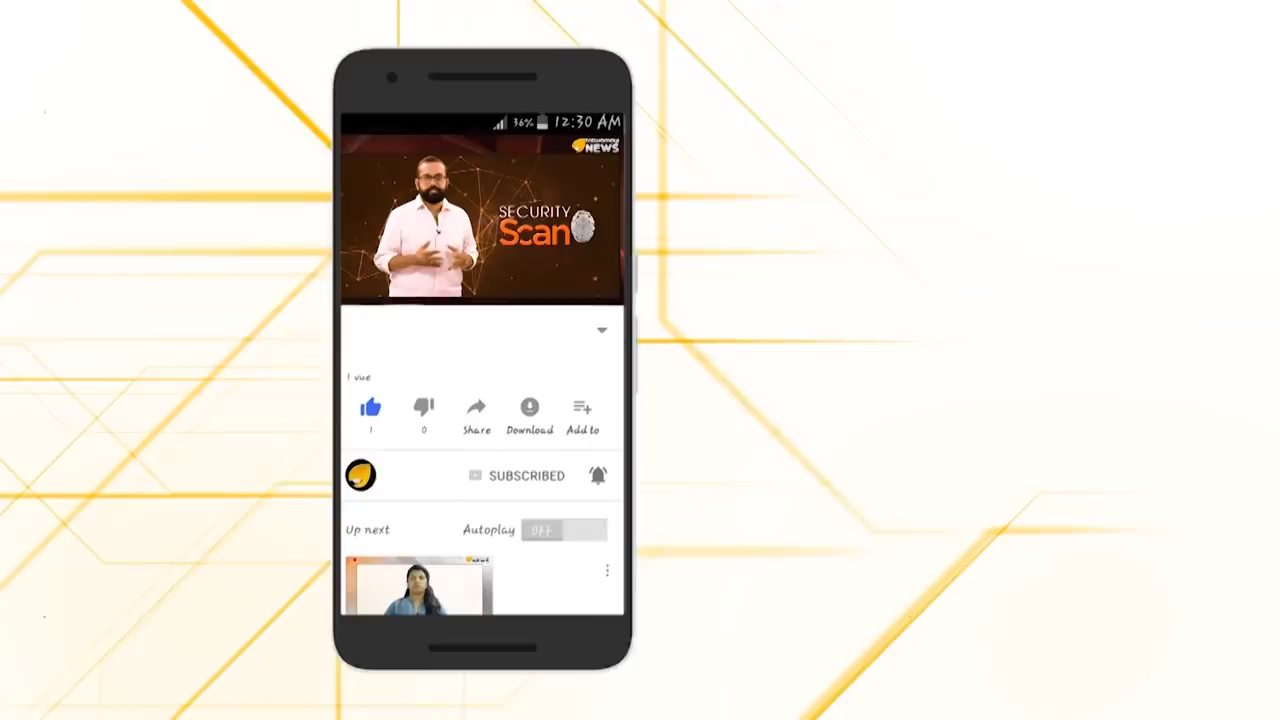 36% 12:30 AM
NEWS
SECURITY
Scan
1 vue
1
0
Share
Download
Add to
SUBSCRIBED
Up next
Autoplay
OFF
NEWS